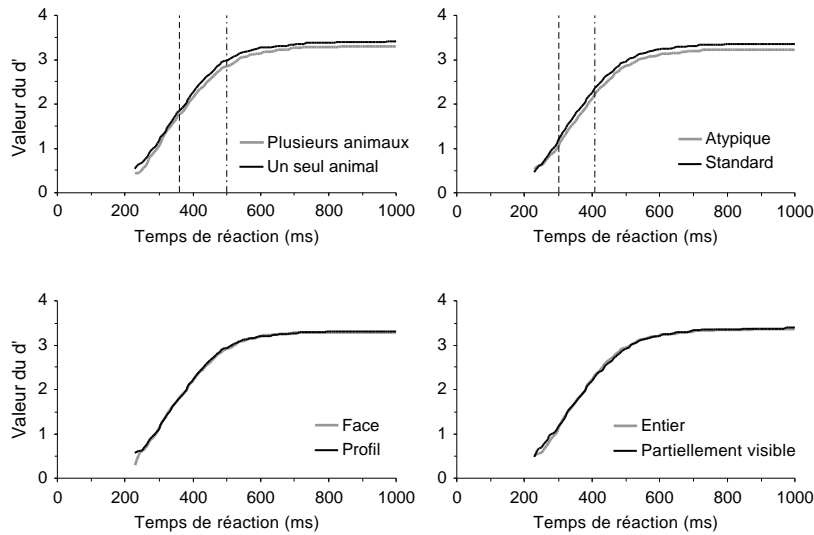 4
3
2
1
0
Valeur du d'
Plusieurs animaux
Un seul animal
0 200 400 600 800 1000
Temps de réaction (ms)
4
3
2
1
0
Atypique
Standard
0 200 400 600 800 1000
Temps de réaction (ms)
4
3
2
1
0
Valeur du d'
Face
Profil
0 200 400 600 800 1000
Temps de réaction (ms)
4
3
2
1
0
Entier
Partiellement visible
0 200 400 600 800 1000
Temps de réaction (ms)